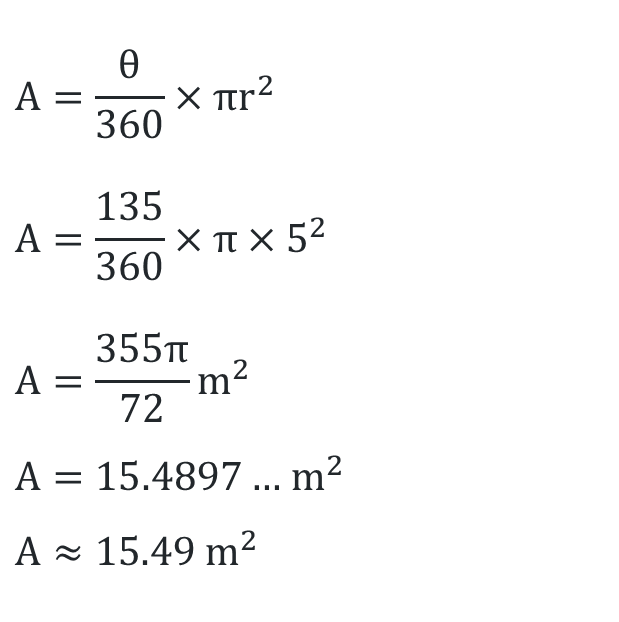 A = θ/360 × πr²
A = 135/360 × π × 5²
A = 355π/72 m²
A = 15.4897 ... m²
A ≈ 15.49 m²